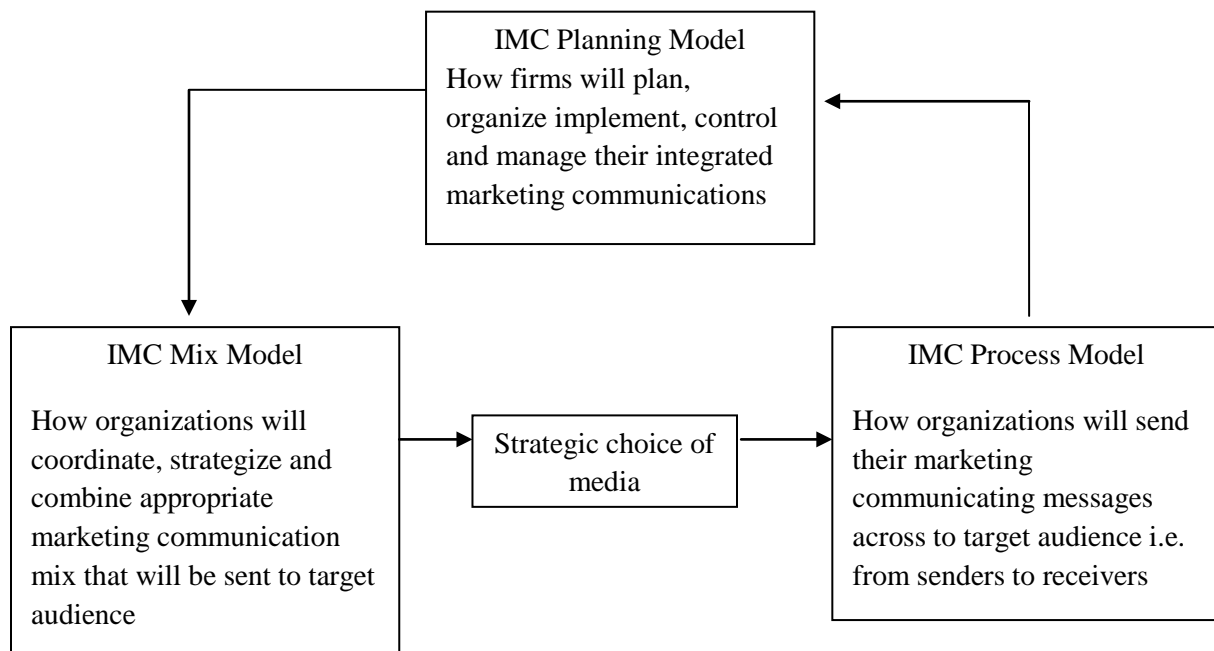 IMC Planning Model
How firms will plan,
organize implement, control
and manage their integrated
marketing communications
IMC Mix Model
How organizations will
coordinate, strategize and
combine appropriate
marketing communication
mix that will be sent to target
audience
Strategic choice of
media
IMC Process Model
How organizations will send
their marketing
communicating messages
across to target audience i.e.
from senders to receivers